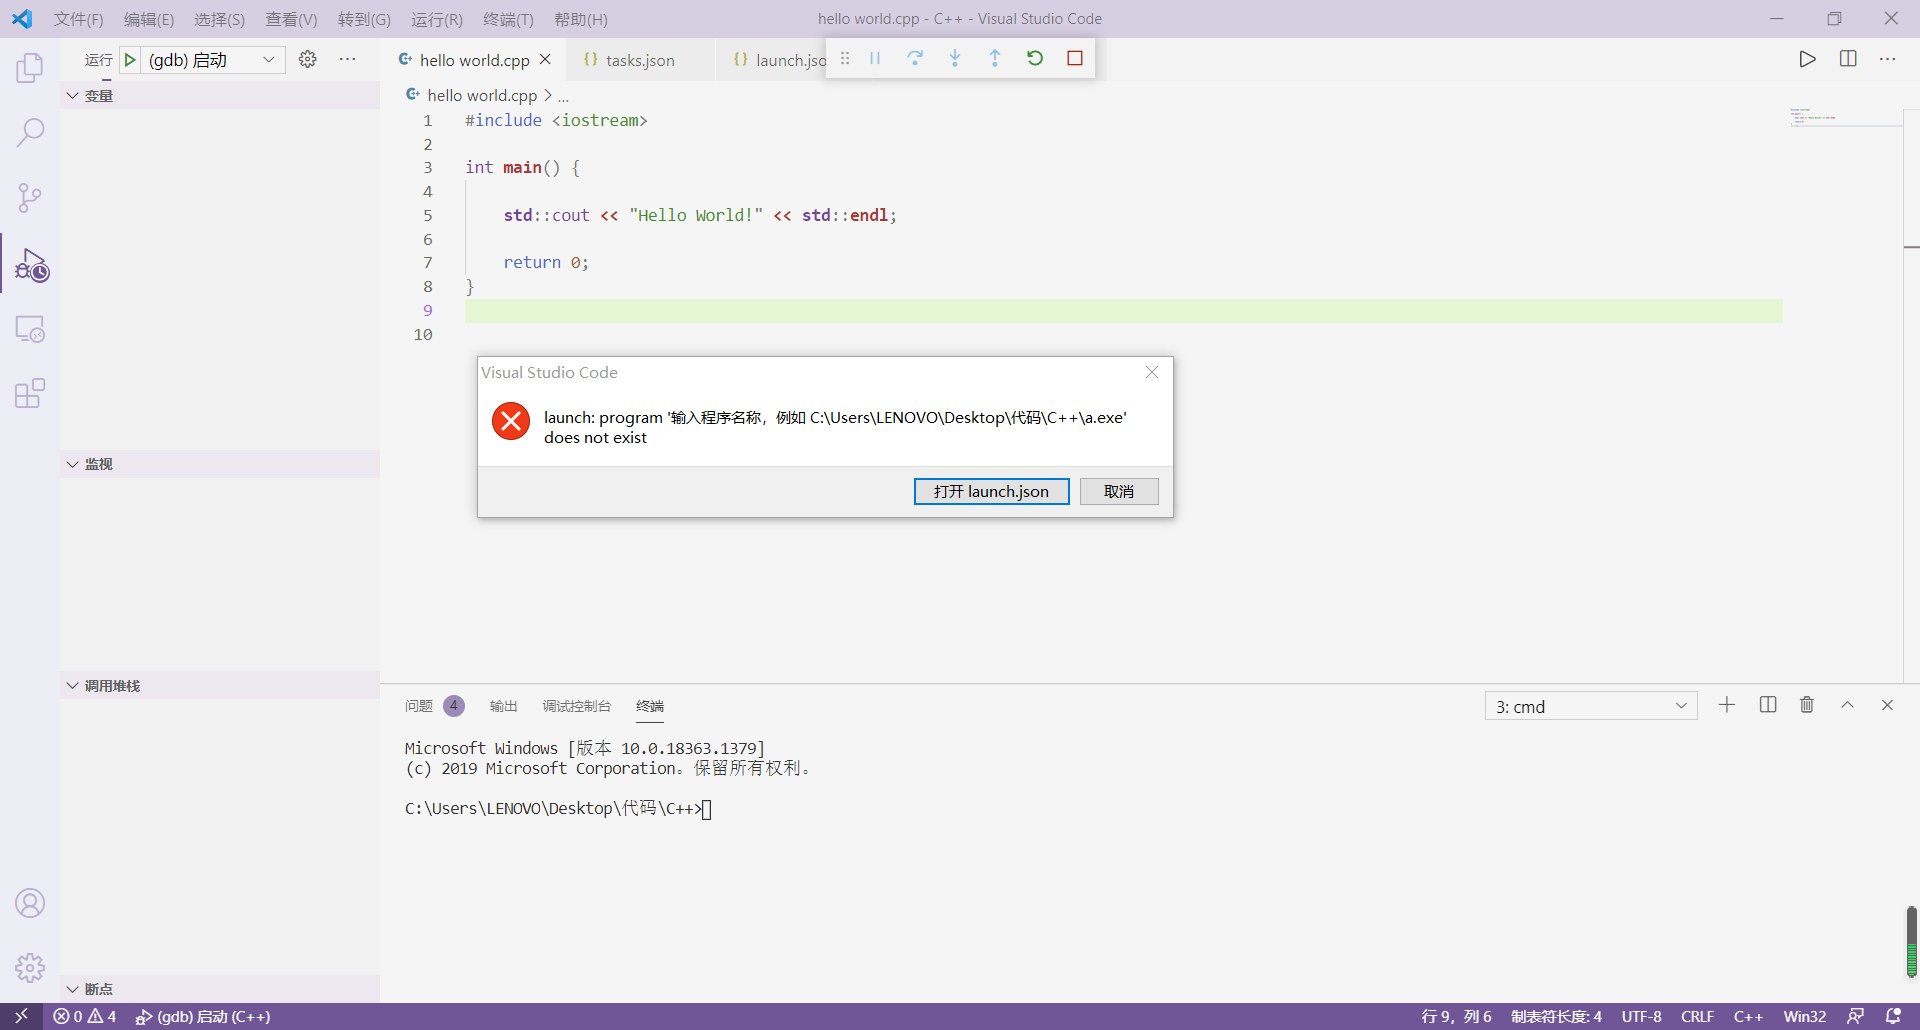 文件(F) 编辑(E) 选择(S) 查看(V) 转到(G) 运行(R) 终端(T) 帮助(H) hello world.cpp - C++ - Visual Studio Code
运行 (gdb) 启动 hello world.cpp tasks.json launch.jso
变量
hello world.cpp > ...
1 #include <iostream>
2
3 int main() {
4
5 std::cout << "Hello World!" << std::endl;
6
7 return 0;
8 }
9
10
Visual Studio Code
launch: program '输入程序名称，例如 C:\Users\LENOVO\Desktop\代码\C++\a.exe'
does not exist
打开 launch.json 取消
监视
调用堆栈
断点
问题 4 输出 调试控制台 终端 3: cmd
Microsoft Windows [版本 10.0.18363.1379]
(c) 2019 Microsoft Corporation。保留所有权利。
C:\Users\LENOVO\Desktop\代码\C++>
0 4 (gdb) 启动 (C++) 行 9，列 6 制表符长度: 4 UTF-8 CRLF C++ Win32